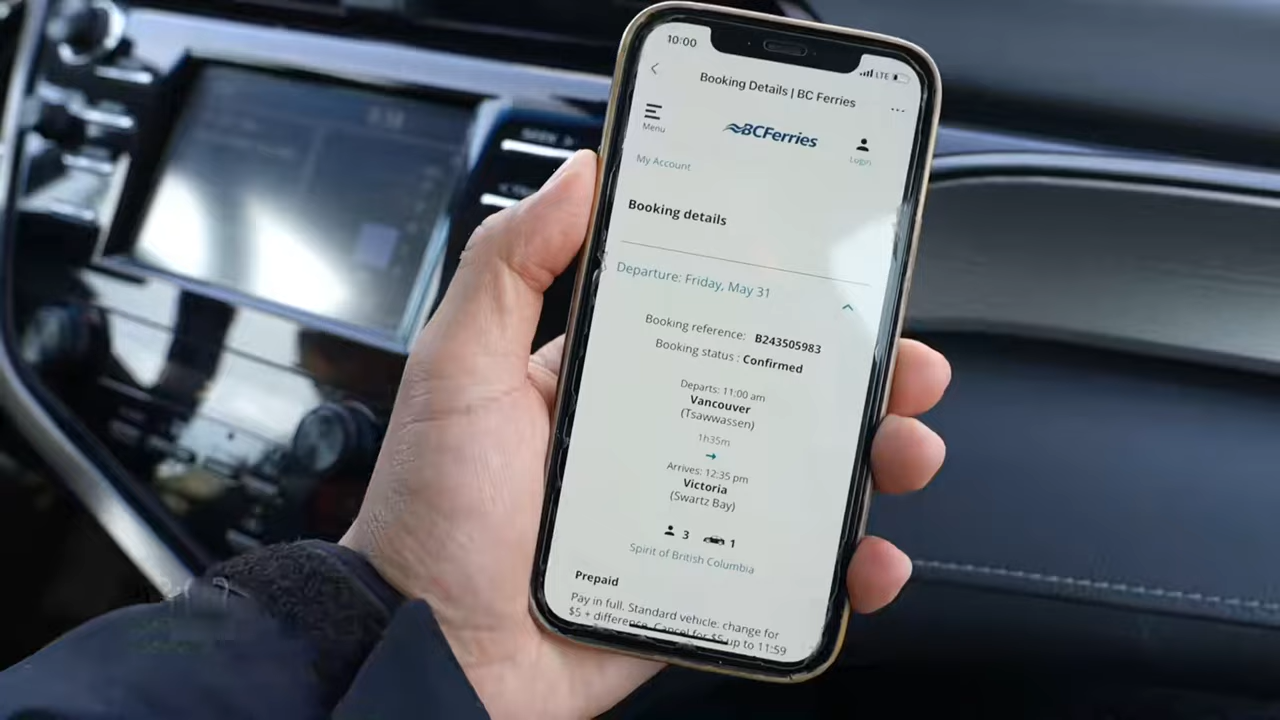 10:00
LTE
Booking Details | BC Ferries
Menu
BCFerries
Login
My Account
Booking details
Departure: Friday, May 31
Booking reference: B243505983
Booking status : Confirmed
Departs: 11:00 am
Vancouver
(Tsawwassen)
1h35m
Arrives: 12:35 pm
Victoria
(Swartz Bay)
3 1
Spirit of British Columbia
Prepaid
Pay in full. Standard vehicle: change for
$5 + difference. Cancel for $5 up to 11:59